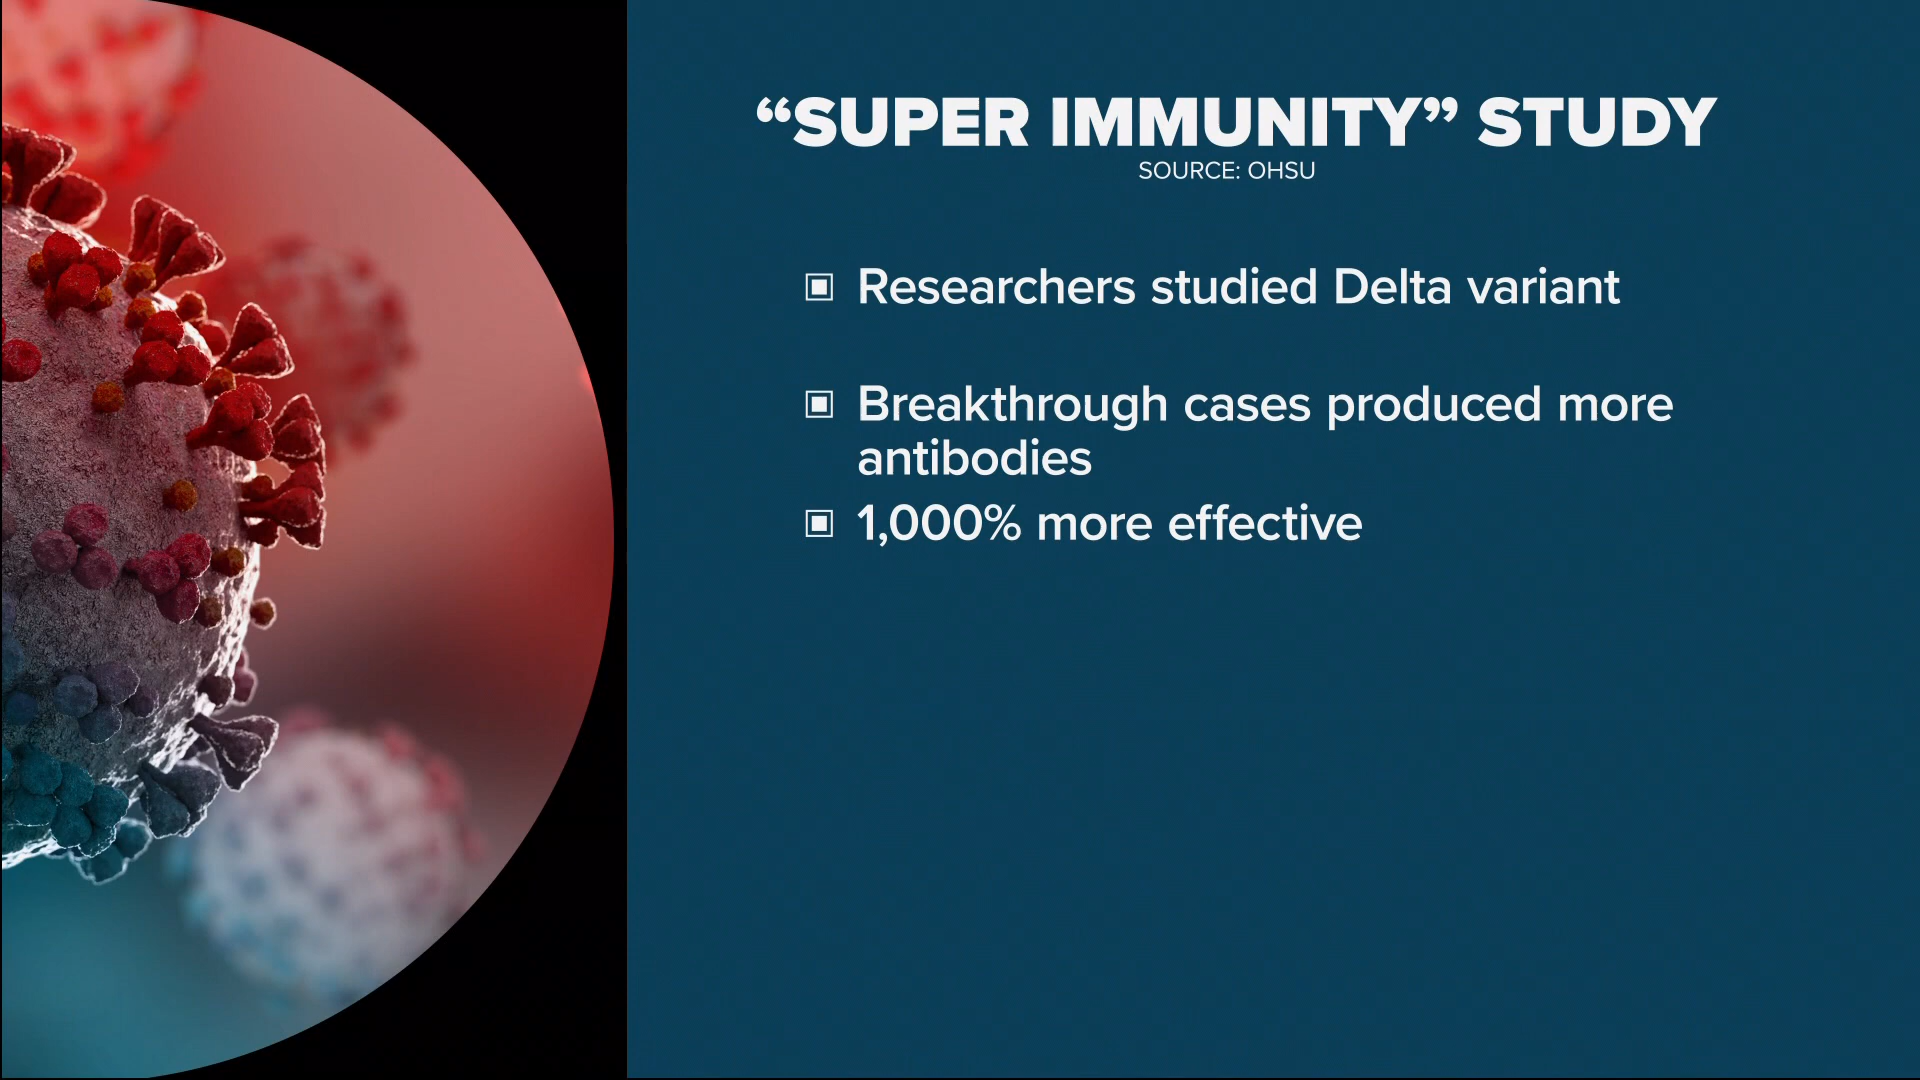 “SUPER IMMUNITY” STUDY
SOURCE: OHSU
Researchers studied Delta variant
Breakthrough cases produced more
antibodies
1,000% more effective